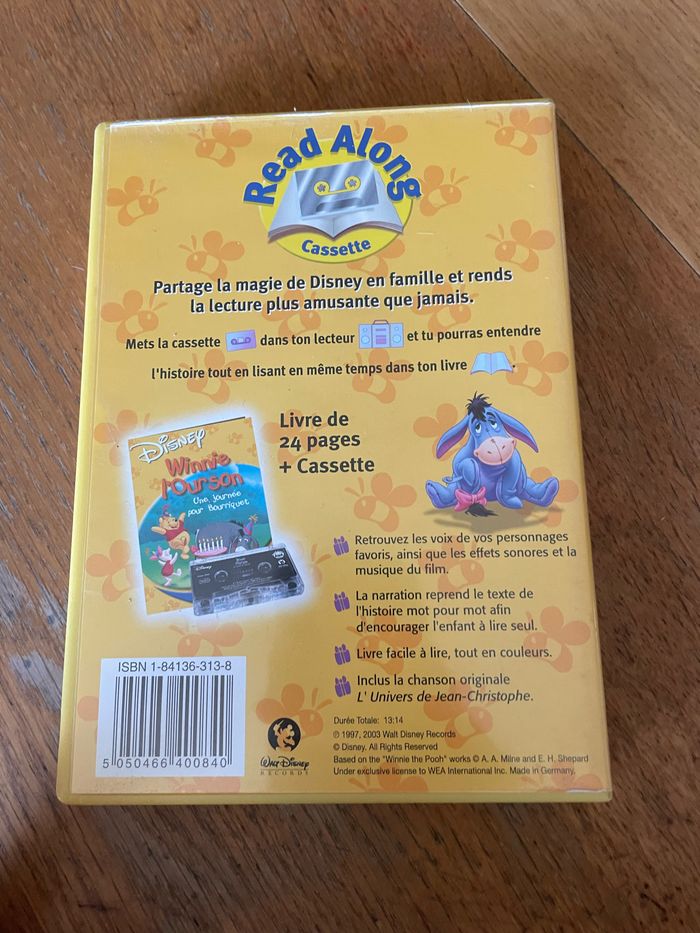 Read Along
Cassette
Partage la magie de Disney en famille et rends
la lecture plus amusante que jamais.
Mets la cassette dans ton lecteur et tu pourras entendre
l'histoire tout en lisant en même temps dans ton livre .
Livre de
24 pages
+ Cassette
DISNEY
Winnie
l'Ourson
Une journée
pour Bourriquet
Retrouvez les voix de vos personnages
favoris, ainsi que les effets sonores et la
musique du film.
La narration reprend le texte de
l'histoire mot pour mot afin
d'encourager l'enfant à lire seul.
Livre facile à lire, tout en couleurs.
Inclus la chanson originale
L' Univers de Jean-Christophe.
ISBN 1-84136-313-8
5 050466 400840
WALT DISNEY
RECORDS
Durée Totale: 13:14
℗ 1997, 2003 Walt Disney Records
© Disney. All Rights Reserved
Based on the "Winnie the Pooh" works © A. A. Milne and E. H. Shepard
Under exclusive license to WEA International Inc. Made in Germany.